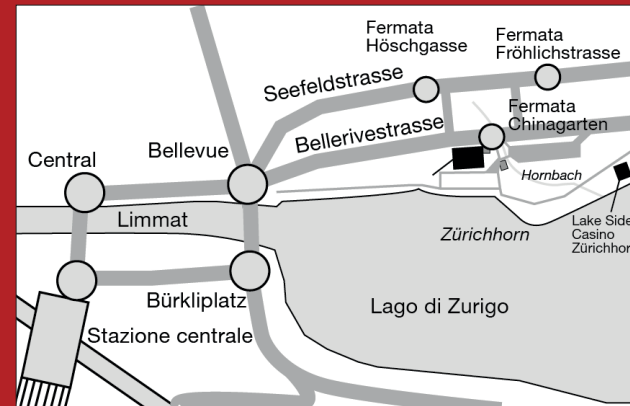 Fermata
Höschgasse
Fermata
Fröhlichstrasse
Seefeldstrasse
Fermata
Chinagarten
Bellerivestrasse
Bellevue
Central
Hornbach
Limmat
Zürichhorn
Lake Side
Casino
Zürichhor
Bürkliplatz
Lago di Zurigo
Stazione centrale